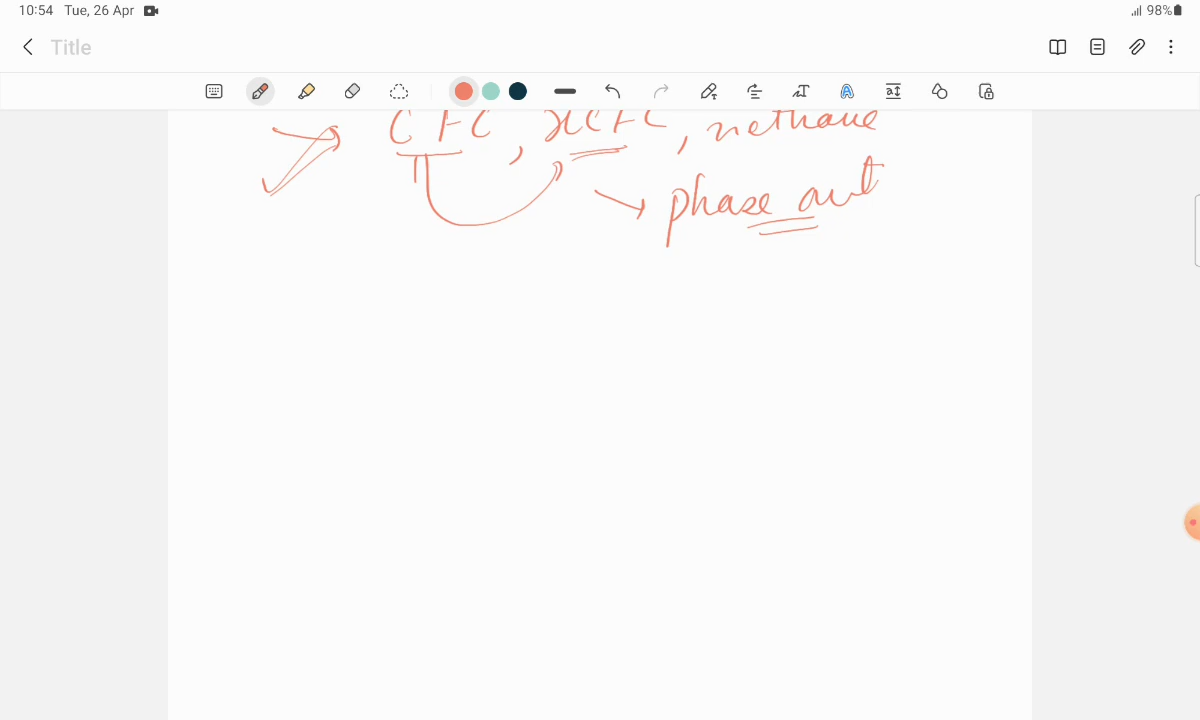 10:54 Tue, 26 Apr 98%
Title
CFC, HCFC, methane
→ phase out